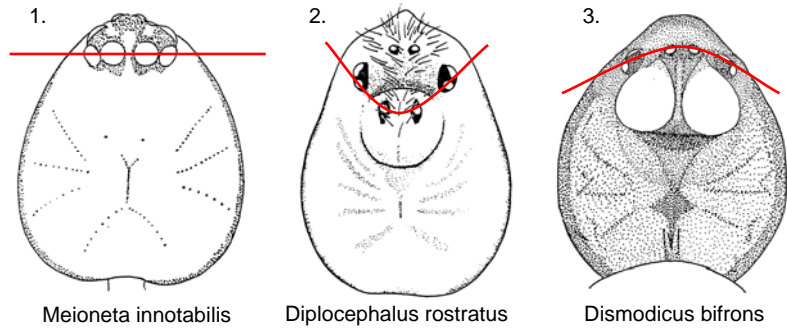 1.
2.
3.
Meioneta innotabilis
Diplocephalus rostratus
Dismodicus bifrons